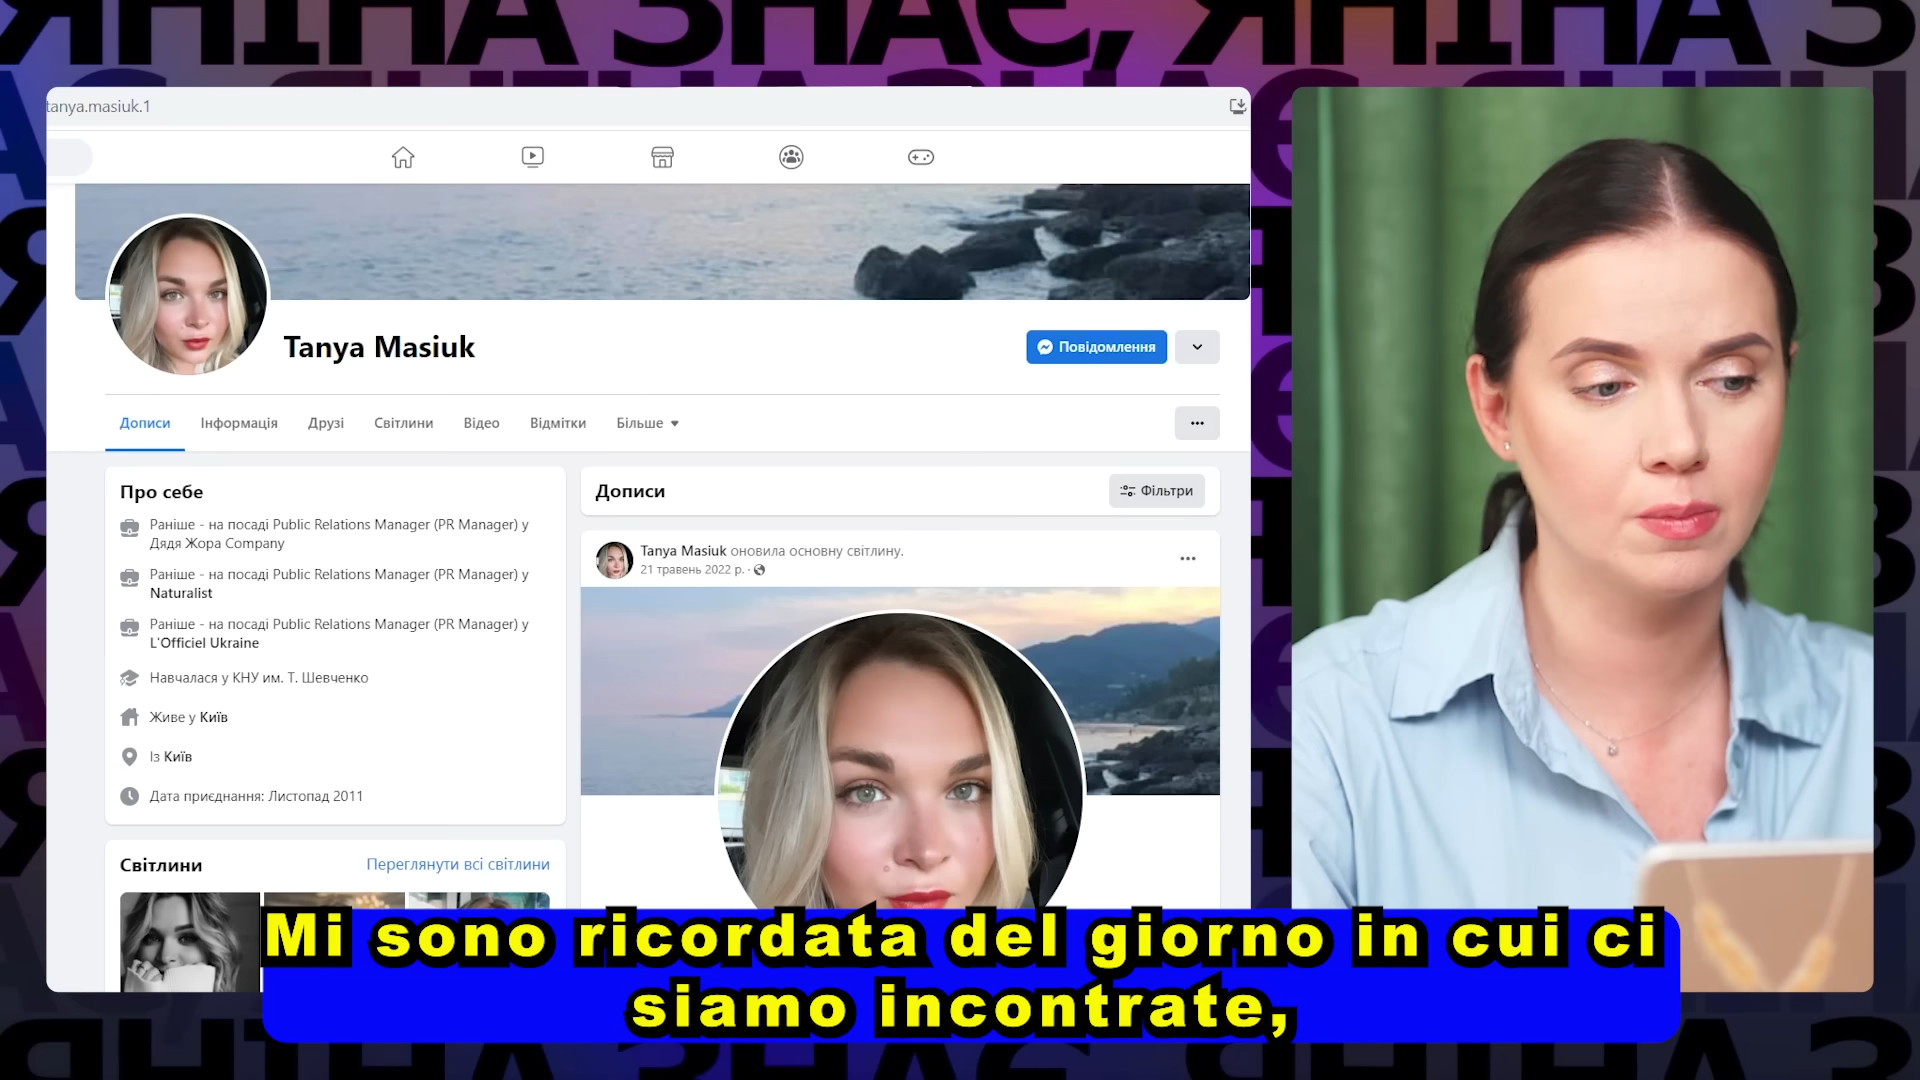 ЯНІНА ЗНАЄ, ЯНІНА З
tanya.masiuk.1
Tanya Masiuk
Повідомлення
Дописи
Інформація
Друзі
Світлини
Відео
Відмітки
Більше
Про себе
Раніше - на посаді Public Relations Manager (PR Manager) у
Дядя Жора Company
Раніше - на посаді Public Relations Manager (PR Manager) у
Naturalist
Раніше - на посаді Public Relations Manager (PR Manager) у
L'Officiel Ukraine
Навчалася у КНУ им. Т. Шевченко
Живе у Київ
Із Київ
Дата приєднання: Листопад 2011
Світлини
Переглянути всі світлини
Дописи
Фільтри
Tanya Masiuk оновила основну світлину.
21 травень 2022 р. ·
Mi sono ricordata del giorno in cui ci
siamo incontrate,